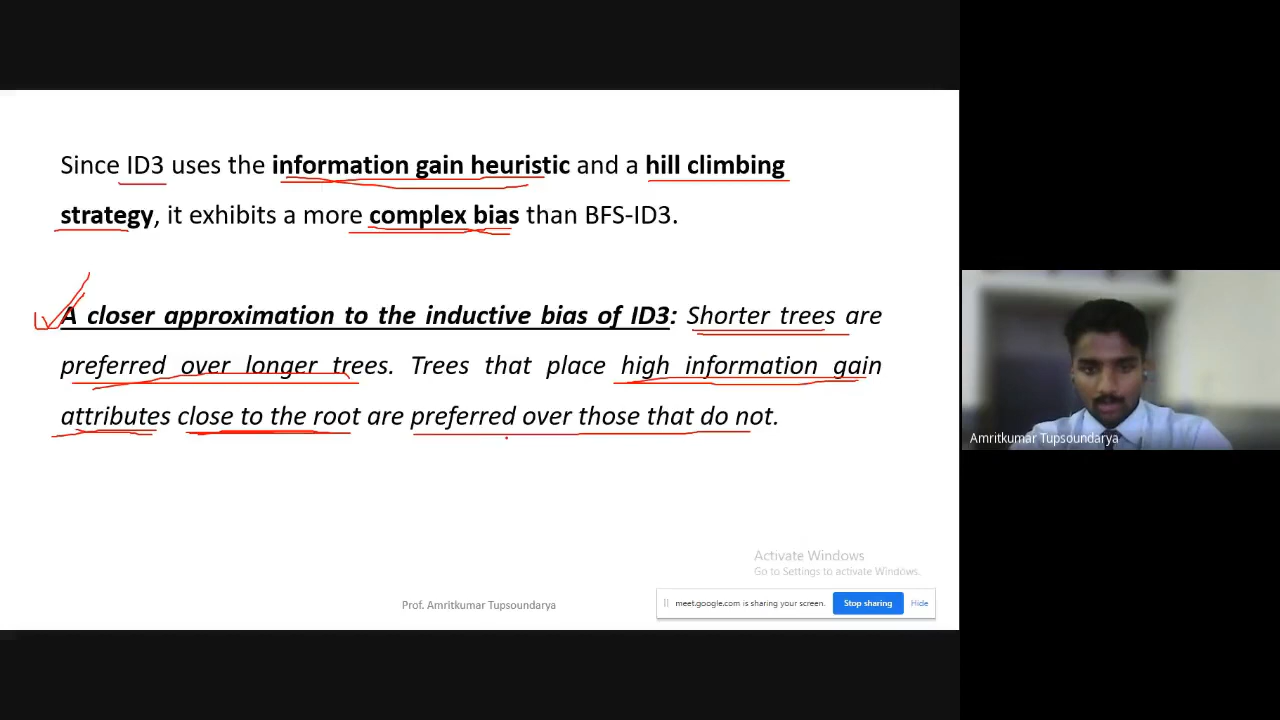 Since ID3 uses the information gain heuristic and a hill climbing
strategy, it exhibits a more complex bias than BFS-ID3.
A closer approximation to the inductive bias of ID3: Shorter trees are
preferred over longer trees. Trees that place high information gain
attributes close to the root are preferred over those that do not.
Amritkumar Tupsoundarya
Activate Windows
Go to Settings to activate Windows.
Prof. Amritkumar Tupsoundarya
meet.google.com is sharing your screen. Stop sharing Hide